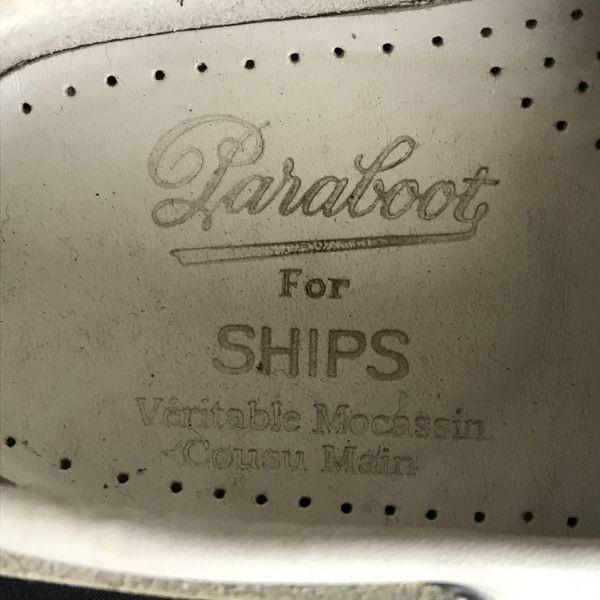 Paraboot
For
SHIPS
Véritable Mocassin
Cousu Main